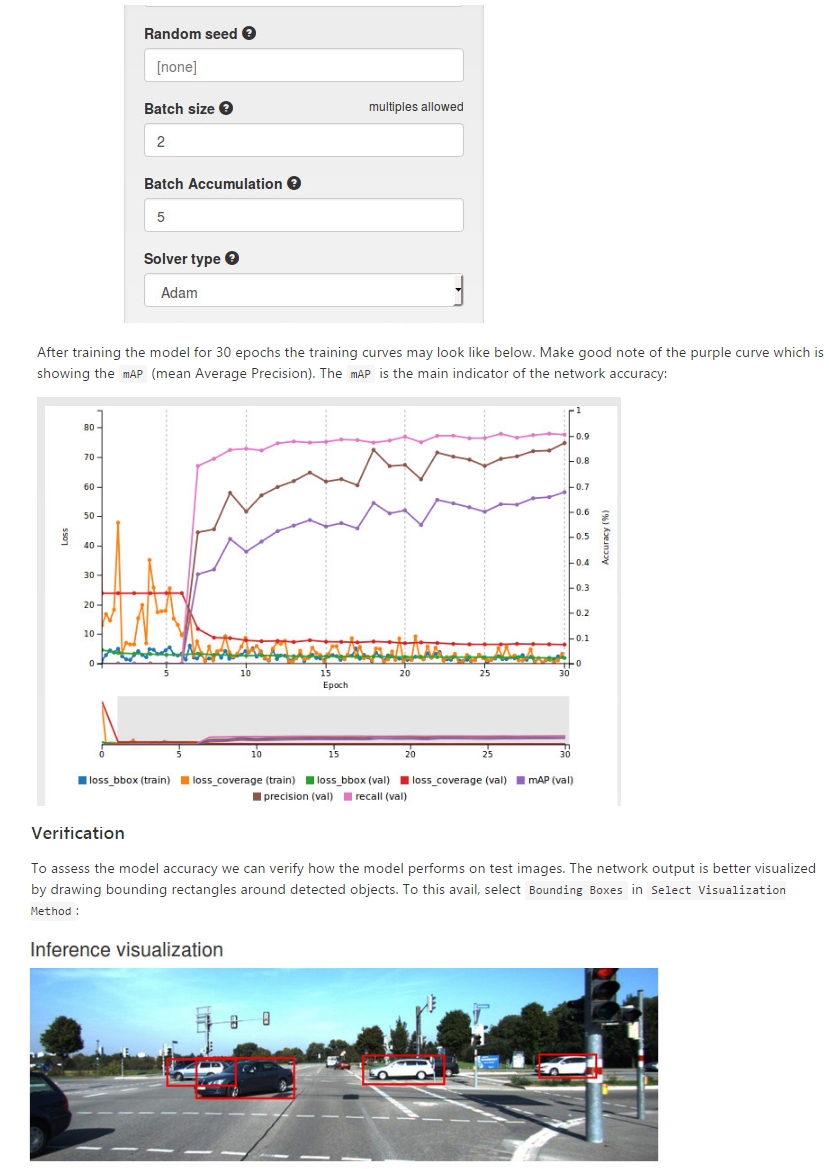 Random seed ?
[none]
Batch size ? multiples allowed
2
Batch Accumulation ?
5
Solver type ?
Adam
After training the model for 30 epochs the training curves may look like below. Make good note of the purple curve which is
showing the mAP (mean Average Precision). The mAP is the main indicator of the network accuracy:
80
70
60
50
40
30
20
10
0
Loss
1
0.9
0.8
0.7
0.6
0.5
0.4
0.3
0.2
0.1
0
Accuracy (%)
5 10 15 20 25 30
Epoch
0 5 10 15 20 25 30
loss_bbox (train) loss_coverage (train) loss_bbox (val) loss_coverage (val) mAP (val)
precision (val) recall (val)
Verification
To assess the model accuracy we can verify how the model performs on test images. The network output is better visualized
by drawing bounding rectangles around detected objects. To this avail, select Bounding Boxes in Select Visualization
Method :
Inference visualization